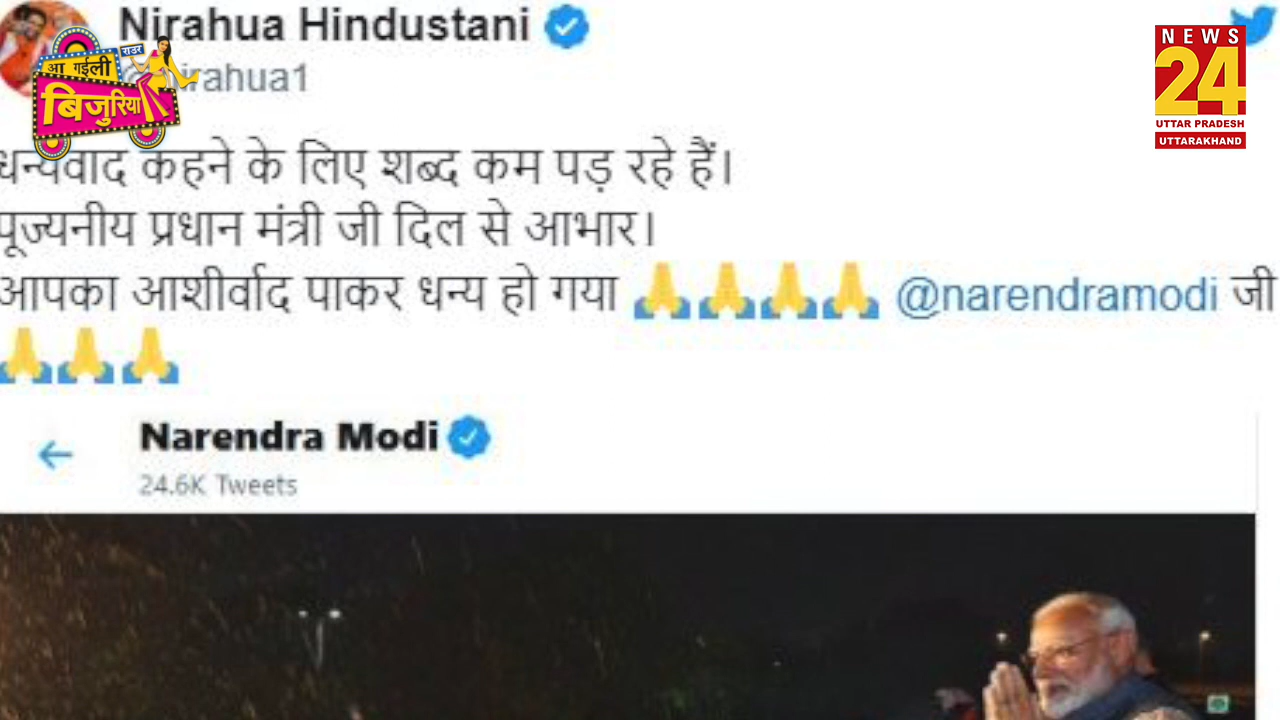 Nirahua Hindustani
@nirahua1
आ गईली
राउर
बिजुरिया
NEWS
24
UTTAR PRADESH
UTTARAKHAND
धन्यवाद कहने के लिए शब्द कम पड़ रहे हैं।
पूज्यनीय प्रधान मंत्री जी दिल से आभार।
आपका आशीर्वाद पाकर धन्य हो गया 🙏🙏🙏🙏 @narendramodi जी
🙏🙏🙏
Narendra Modi
24.6K Tweets